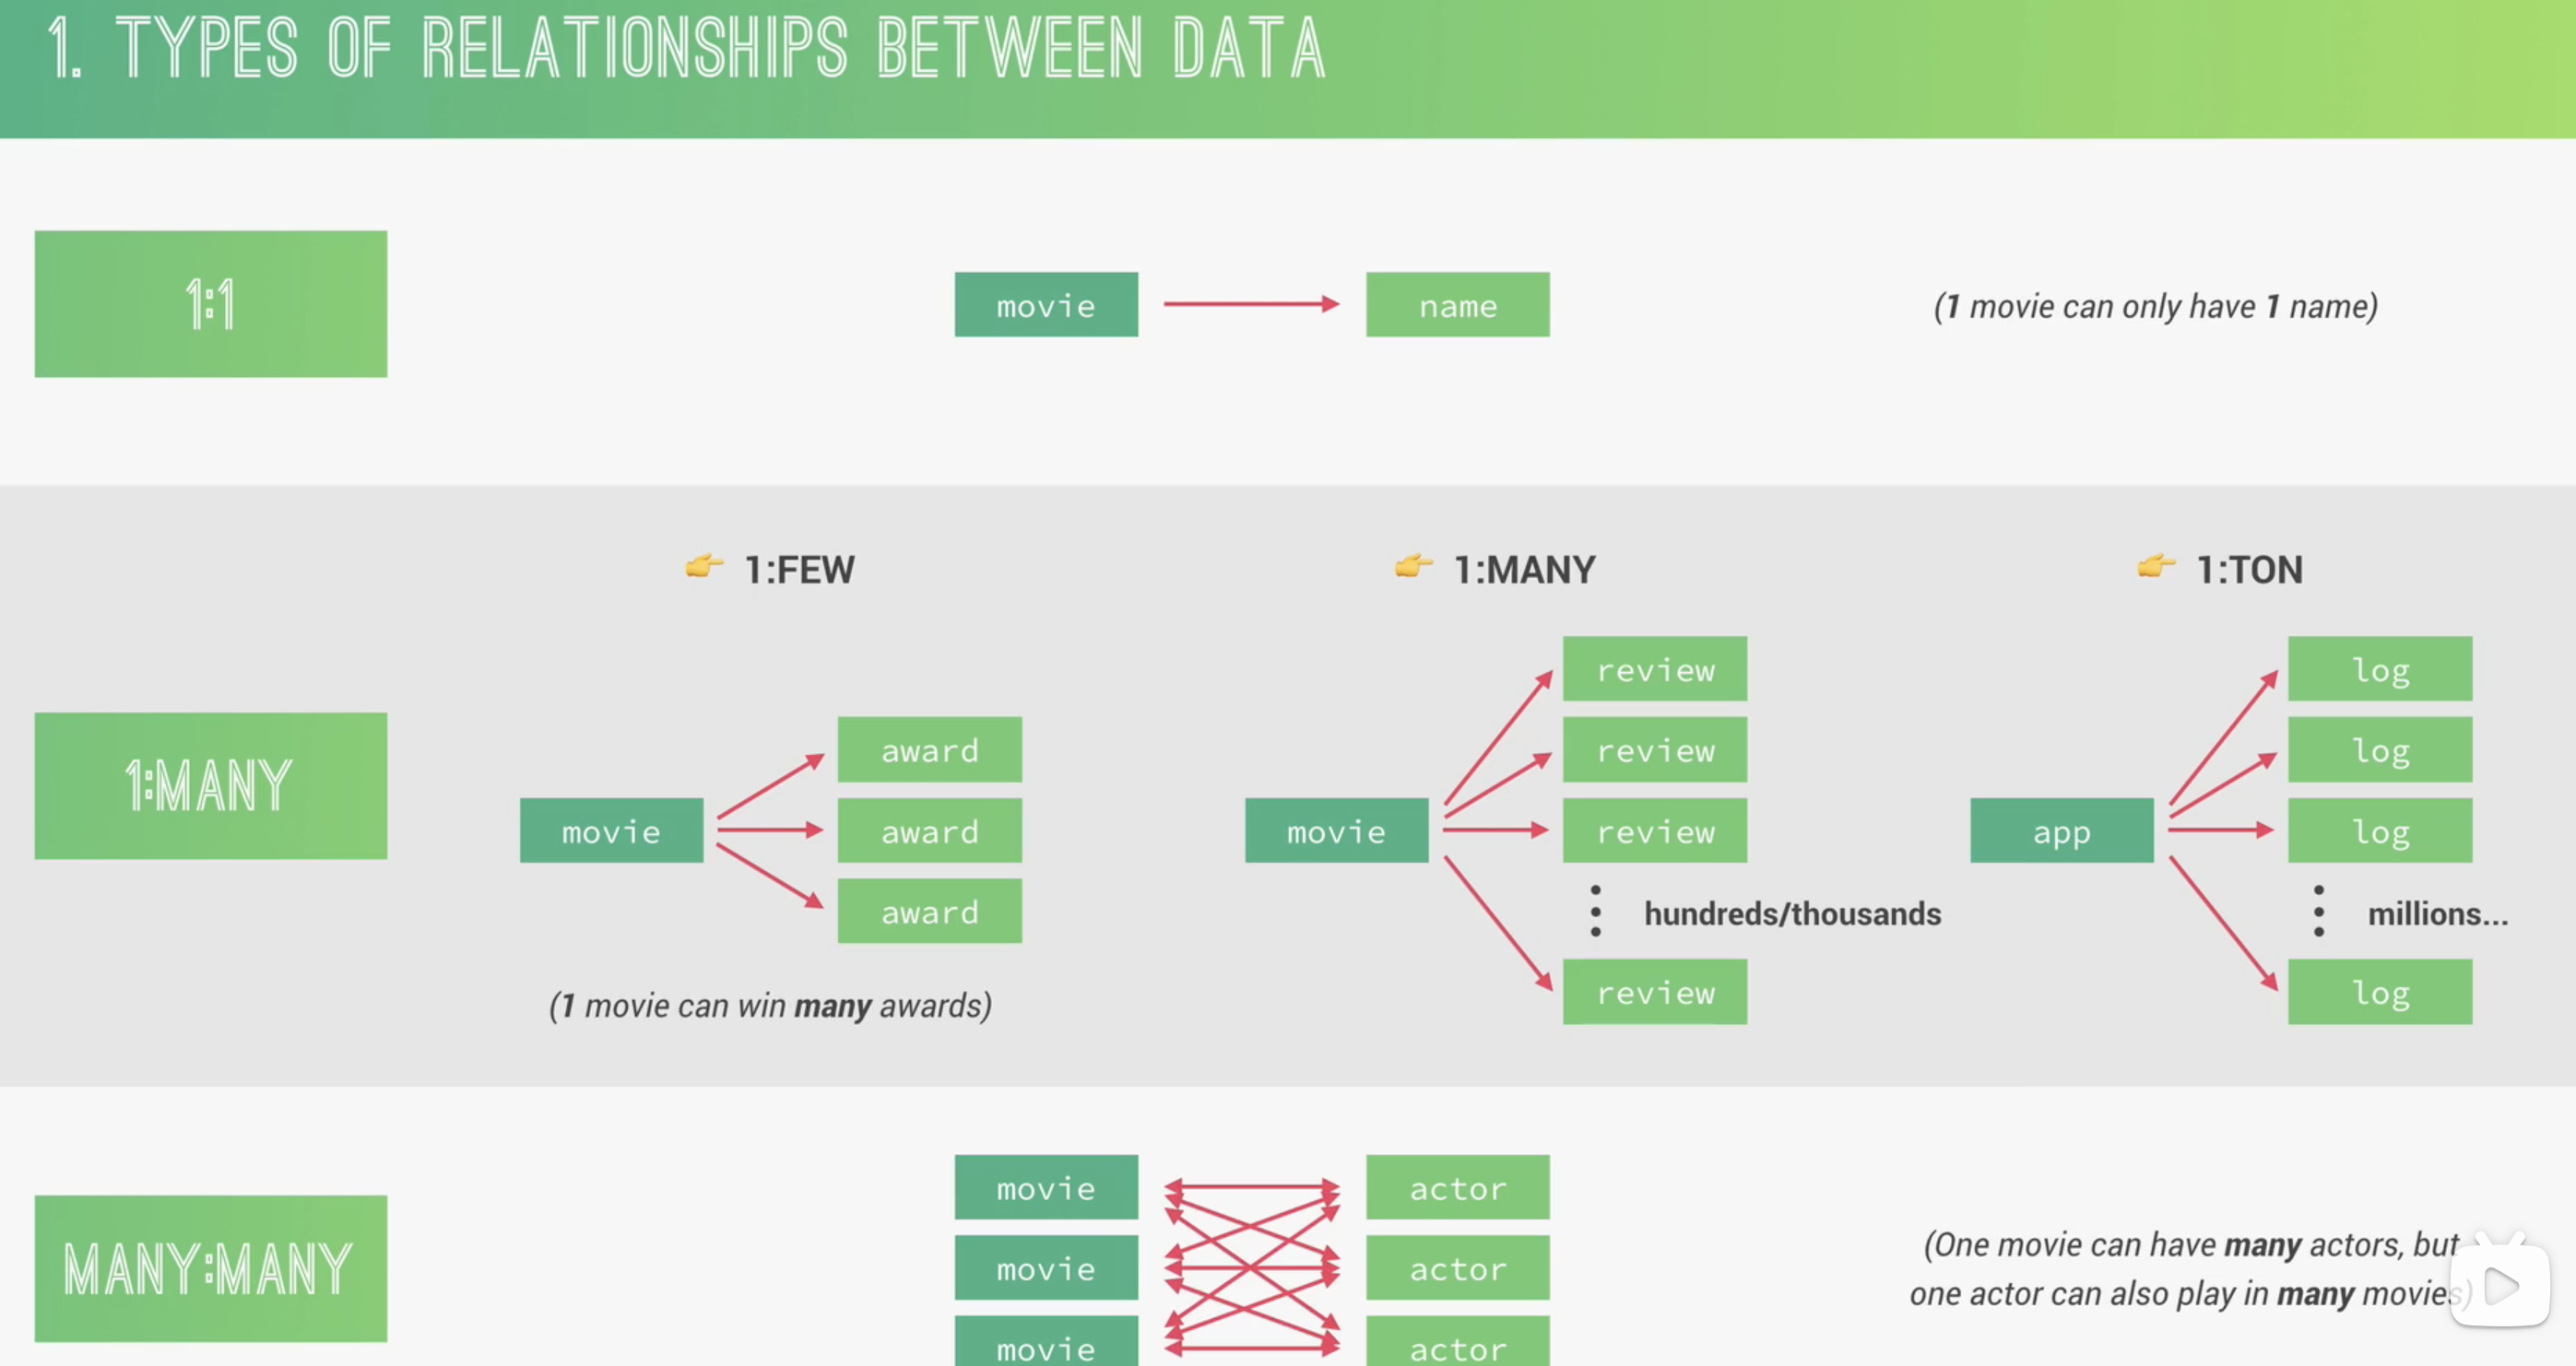 1. TYPES OF RELATIONSHIPS BETWEEN DATA
1:1
movie
name
(1 movie can only have 1 name)
1:MANY
👉 1:FEW
movie
award
award
award
(1 movie can win many awards)
👉 1:MANY
movie
review
review
review
hundreds/thousands
review
👉 1:TON
app
log
log
log
millions...
log
MANY:MANY
movie
actor
movie
actor
movie
actor
(One movie can have many actors, but
one actor can also play in many movies)